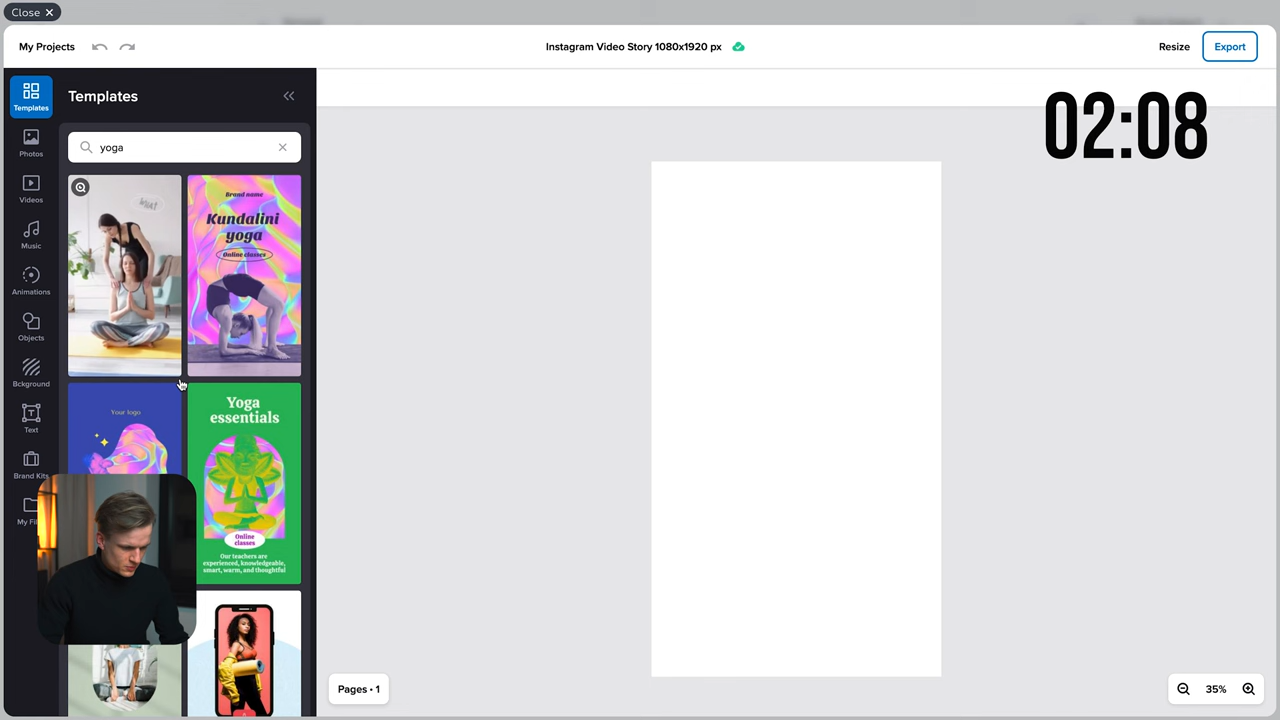 Close
My Projects
Instagram Video Story 1080x1920 px
Resize
Export
02:08
Templates
Photos
Videos
Music
Animations
Objects
Bckground
Text
Brand Kits
Templates
yoga
Brand name
Kundalini
yoga
Online classes
Your logo
Yoga
essentials
Online
classes
Our teachers are
experienced, knowledgeable,
smart, warm, and thoughtful
Pages • 1
35%